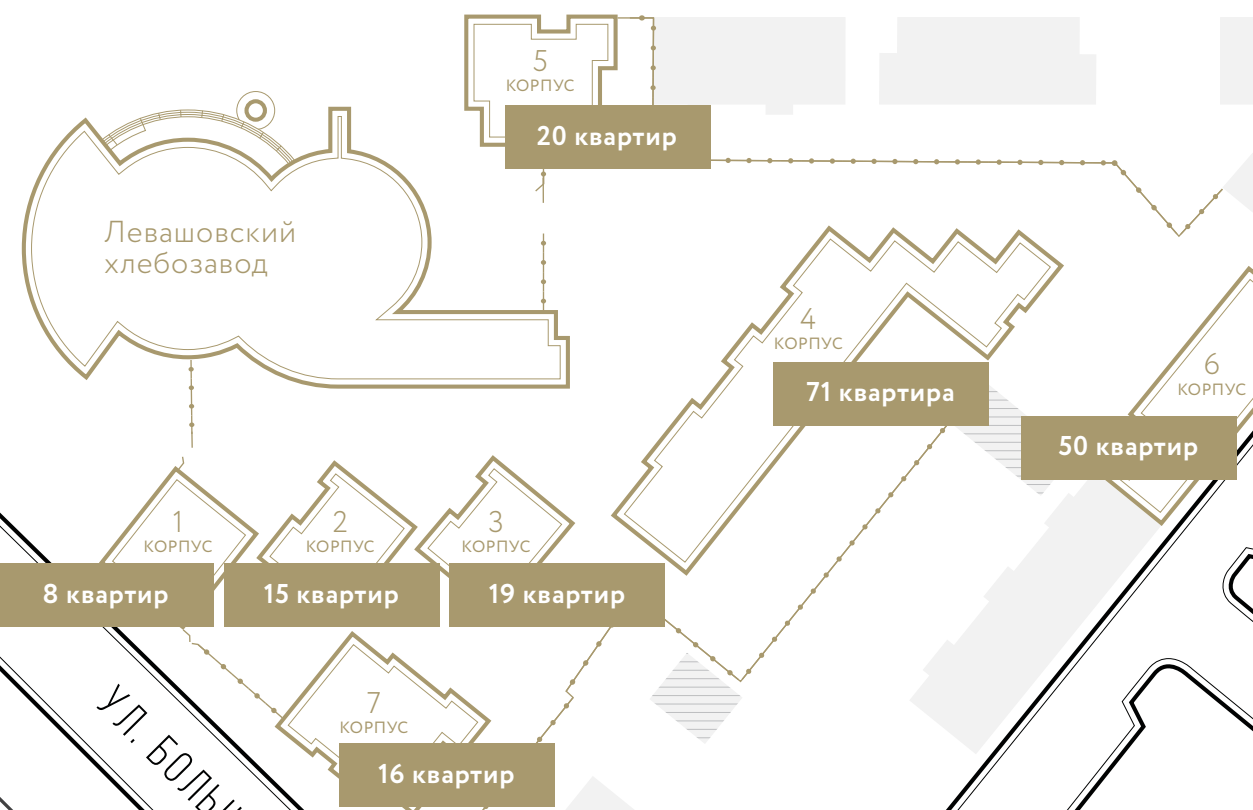 5
КОРПУС
20 квартир
Левашовский
хлебозавод
4
КОРПУС
71 квартира
6
КОРПУС
50 квартир
1
КОРПУС
8 квартир
2
КОРПУС
15 квартир
3
КОРПУС
19 квартир
7
КОРПУС
16 квартир
УЛ.